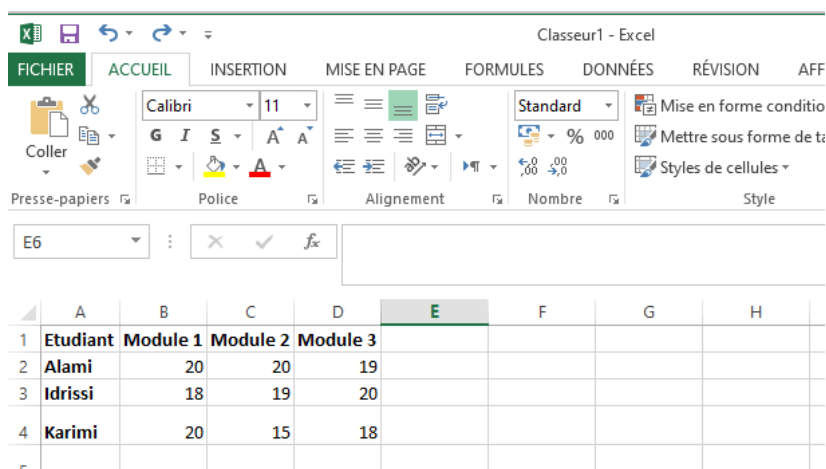 Classeur1 - Excel
FICHIER ACCUEIL INSERTION MISE EN PAGE FORMULES DONNÉES RÉVISION AFF
Calibri 11 Standard Mise en forme conditio
Coller G I S A A % 000 Mettre sous forme de ta
A ,00 Styles de cellules
Presse-papiers Police Alignement Nombre Style
E6 fx
A B C D E F G H
1 Etudiant Module 1 Module 2 Module 3
2 Alami 20 20 19
3 Idrissi 18 19 20
4 Karimi 20 15 18